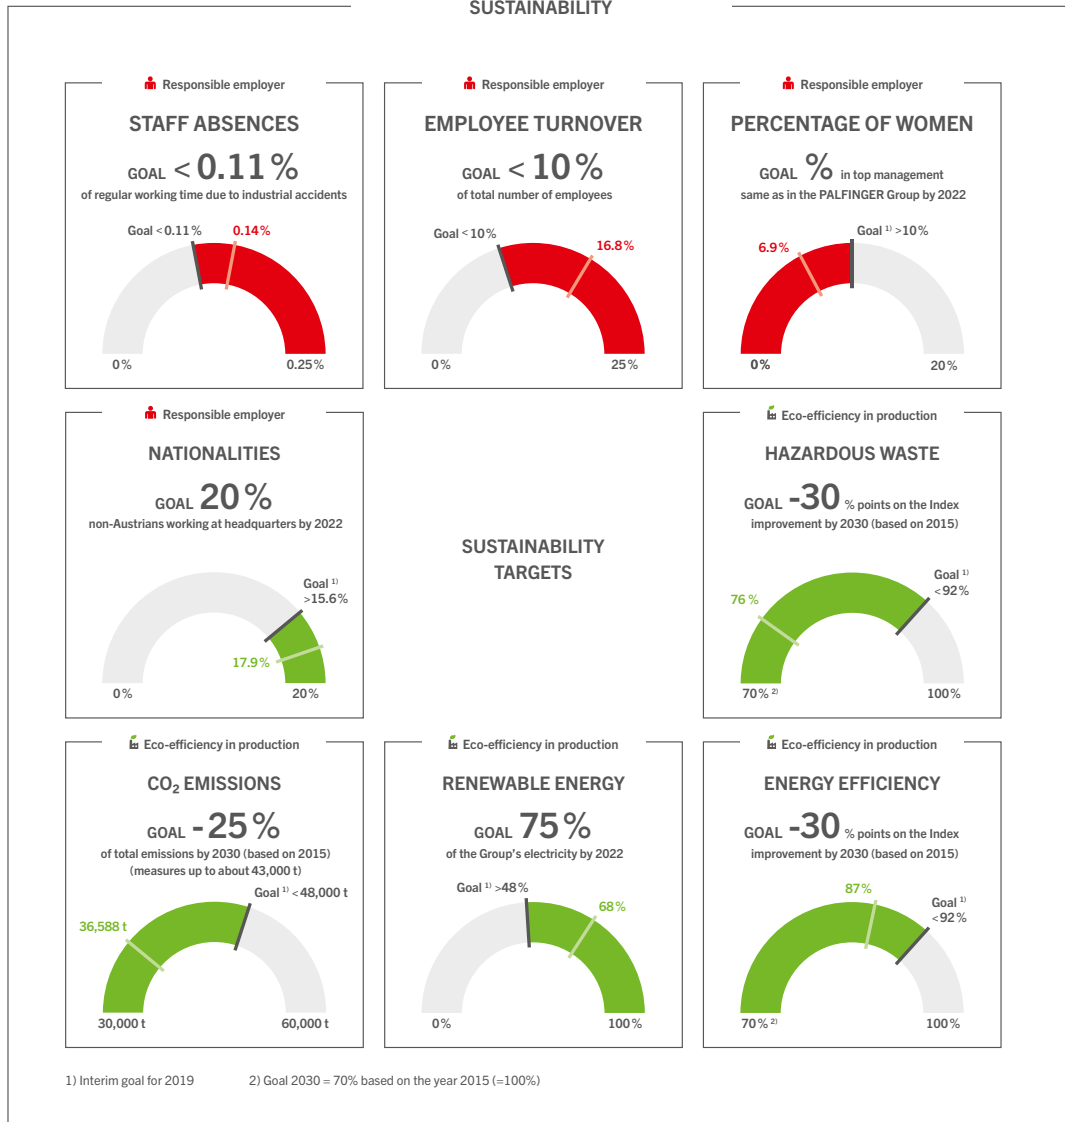 SUSTAINABILITY
Responsible employer
STAFF ABSENCES
GOAL < 0.11 %
of regular working time due to industrial accidents
Goal < 0.11 %
0.14 %
0 %
0.25 %
Responsible employer
EMPLOYEE TURNOVER
GOAL < 10 %
of total number of employees
Goal < 10 %
16.8 %
0 %
25 %
Responsible employer
PERCENTAGE OF WOMEN
GOAL % in top management
same as in the PALFINGER Group by 2022
Goal 1) >10 %
6.9 %
0 %
20 %
Responsible employer
NATIONALITIES
GOAL 20 %
non-Austrians working at headquarters by 2022
Goal 1)
>15.6 %
17.9 %
0 %
20 %
SUSTAINABILITY
TARGETS
Eco-efficiency in production
HAZARDOUS WASTE
GOAL -30 % points on the Index
improvement by 2030 (based on 2015)
Goal 1)
<92 %
76 %
70 % 2)
100 %
Eco-efficiency in production
CO₂ EMISSIONS
GOAL - 25 %
of total emissions by 2030 (based on 2015)
(measures up to about 43,000 t)
Goal 1) < 48,000 t
36,588 t
30,000 t
60,000 t
Eco-efficiency in production
RENEWABLE ENERGY
GOAL 75 %
of the Group's electricity by 2022
Goal 1) >48 %
68 %
0 %
100 %
Eco-efficiency in production
ENERGY EFFICIENCY
GOAL -30 % points on the Index
improvement by 2030 (based on 2015)
87 %
Goal 1)
<92 %
70 % 2)
100 %
1) Interim goal for 2019
2) Goal 2030 = 70% based on the year 2015 (=100%)